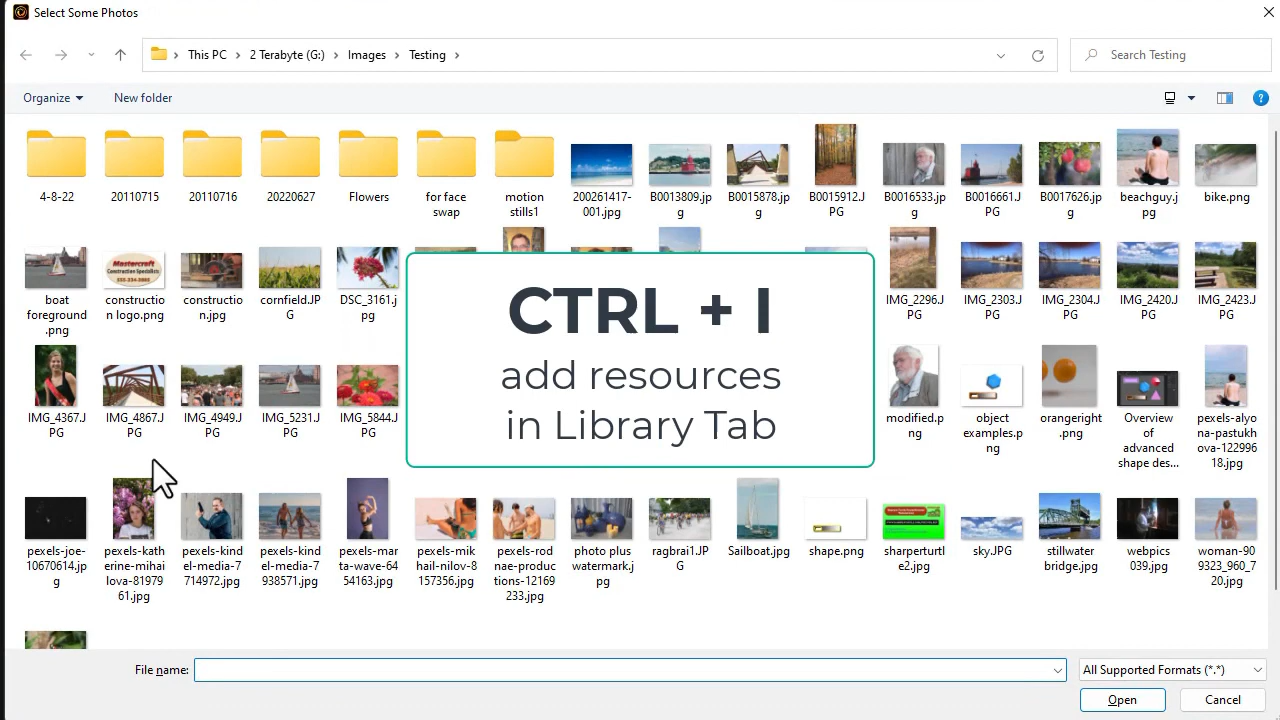 Select Some Photos
This PC > 2 Terabyte (G:) > Images > Testing >
Search Testing
Organize
New folder
4-8-22
20110715
20110716
20220627
Flowers
for face
swap
motion
stills1
200261417-
001.jpg
B0013809.jp
g
B0015878.jp
g
B0015912.J
PG
B0016533.jp
g
B0016661.J
PG
B0017626.jp
g
beachguy.j
pg
bike.png
boat
foreground
.png
constructio
n logo.png
constructio
n.jpg
cornfield.JP
G
DSC_3161.j
pg
IMG_2296.J
PG
IMG_2303.J
PG
IMG_2304.J
PG
IMG_2420.J
PG
IMG_2423.J
PG
Mastercraft
Construction Specialists
555-234-5665
CTRL + I
add resources
in Library Tab
IMG_4367.J
PG
IMG_4867.J
PG
IMG_4949.J
PG
IMG_5231.J
PG
IMG_5844.J
PG
modified.p
ng
object
examples.p
ng
orangeright
.png
Overview
of
advanced
shape des...
pexels-alyo
na-pastukh
ova-122996
18.jpg
pexels-joe-
10670614.jp
g
pexels-kath
erine-mihai
lova-81979
61.jpg
pexels-kind
el-media-7
714972.jpg
pexels-kind
el-media-7
938571.jpg
pexels-mar
ta-wave-64
54163.jpg
pexels-mik
hail-nilov-8
157356.jpg
pexels-rod
nae-produc
tions-12169
233.jpg
photo plus
watermark.j
pg
ragbrai1.JP
G
Sailboat.jpg
shape.png
sharperturtl
e2.jpg
sky.JPG
stillwater
bridge.jpg
webpics
039.jpg
woman-90
9323_960_7
20.jpg
File name:
All Supported Formats (*.*)
Open
Cancel